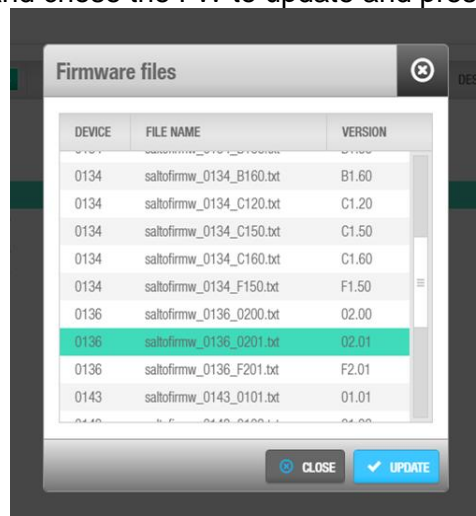 and chose the FW to update and pres
Firmware files
DES
DEVICE FILE NAME VERSION
0134 saltofirmw_0134_B160.txt B1.60
0134 saltofirmw_0134_C120.txt C1.20
0134 saltofirmw_0134_C150.txt C1.50
0134 saltofirmw_0134_C160.txt C1.60
0134 saltofirmw_0134_F150.txt F1.50
0136 saltofirmw_0136_0200.txt 02.00
0136 saltofirmw_0136_0201.txt 02.01
0136 saltofirmw_0136_F201.txt F2.01
0143 saltofirmw_0143_0101.txt 01.01
CLOSE UPDATE